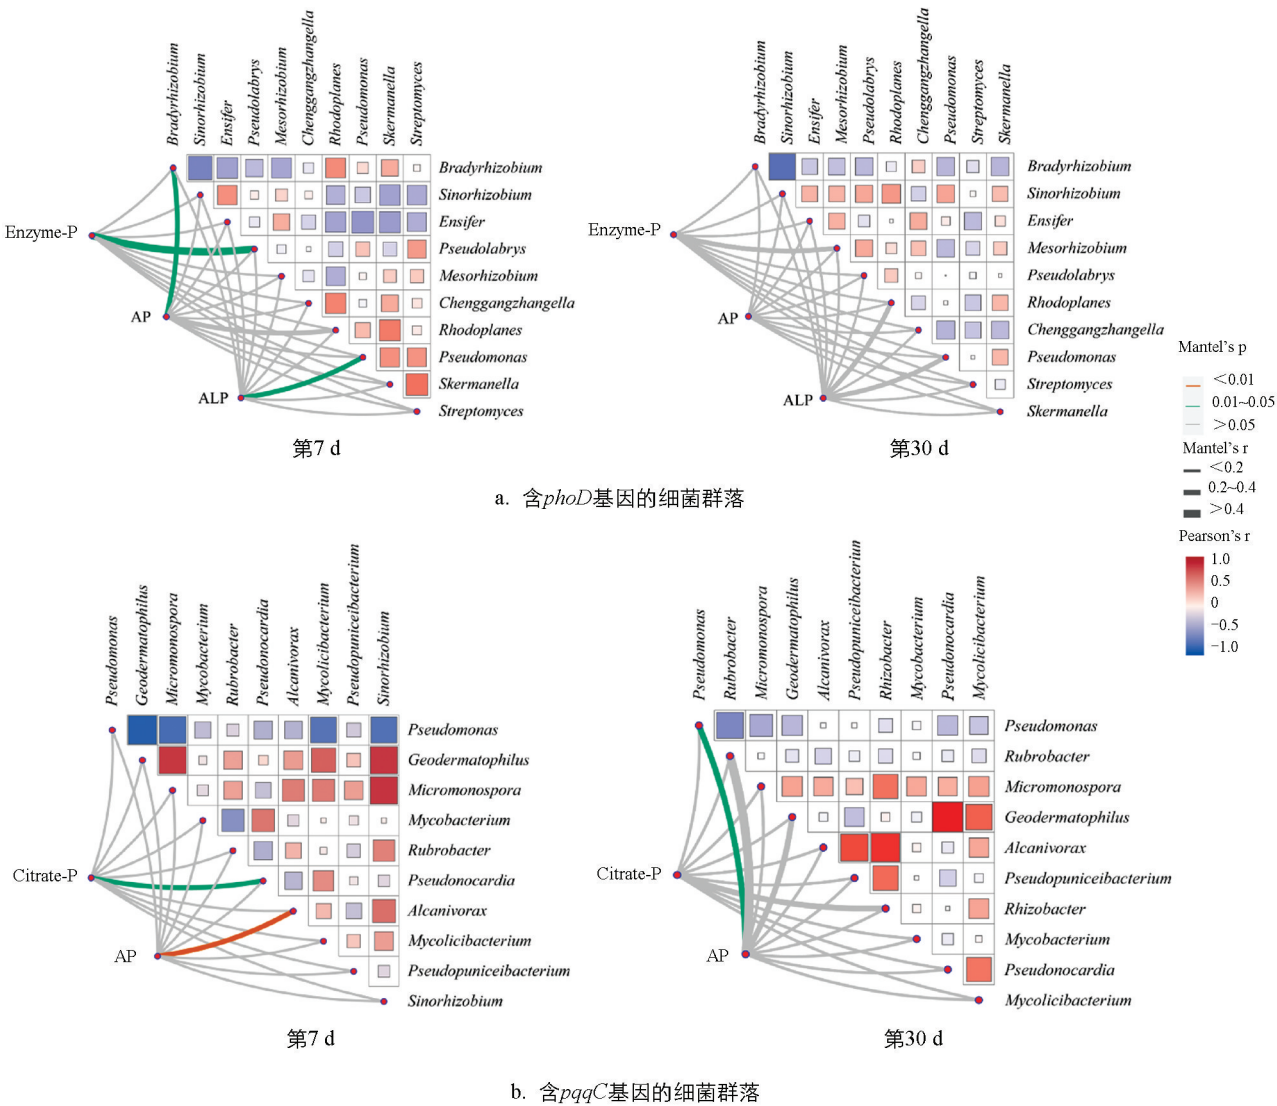 Bradyrhizobium
Sinorhizobium
Ensifer
Pseudolabrys
Mesorhizobium
Chenggangzhangella
Rhodoplanes
Pseudomonas
Skermanella
Streptomyces
Bradyrhizobium
Sinorhizobium
Ensifer
Pseudolabrys
Mesorhizobium
Chenggangzhangella
Rhodoplanes
Pseudomonas
Skermanella
Streptomyces
Enzyme-P
AP
ALP
第7 d
Bradyrhizobium
Sinorhizobium
Ensifer
Mesorhizobium
Pseudolabrys
Rhodoplanes
Chenggangzhangella
Pseudomonas
Streptomyces
Skermanella
Bradyrhizobium
Sinorhizobium
Ensifer
Mesorhizobium
Pseudolabrys
Rhodoplanes
Chenggangzhangella
Pseudomonas
Streptomyces
Skermanella
Enzyme-P
AP
ALP
第30 d
a. 含phoD基因的细菌群落
Mantel's p
<0.01
0.01~0.05
>0.05
Mantel's r
<0.2
0.2~0.4
>0.4
Pearson's r
1.0
0.5
0
−0.5
−1.0
Pseudomonas
Geodermatophilus
Micromonospora
Mycobacterium
Rubrobacter
Pseudonocardia
Alcanivorax
Mycolicibacterium
Pseudopuniceibacterium
Sinorhizobium
Pseudomonas
Geodermatophilus
Micromonospora
Mycobacterium
Rubrobacter
Pseudonocardia
Alcanivorax
Mycolicibacterium
Pseudopuniceibacterium
Sinorhizobium
Citrate-P
AP
第7 d
Pseudomonas
Rubrobacter
Micromonospora
Geodermatophilus
Alcanivorax
Pseudopuniceibacteriun
Rhizobacter
Mycobacterium
Pseudonocardia
Mycolicibacterium
Pseudomonas
Rubrobacter
Micromonospora
Geodermatophilus
Alcanivorax
Pseudopuniceibacterium
Rhizobacter
Mycobacterium
Pseudonocardia
Mycolicibacterium
Citrate-P
AP
第30 d
b. 含pqqC基因的细菌群落